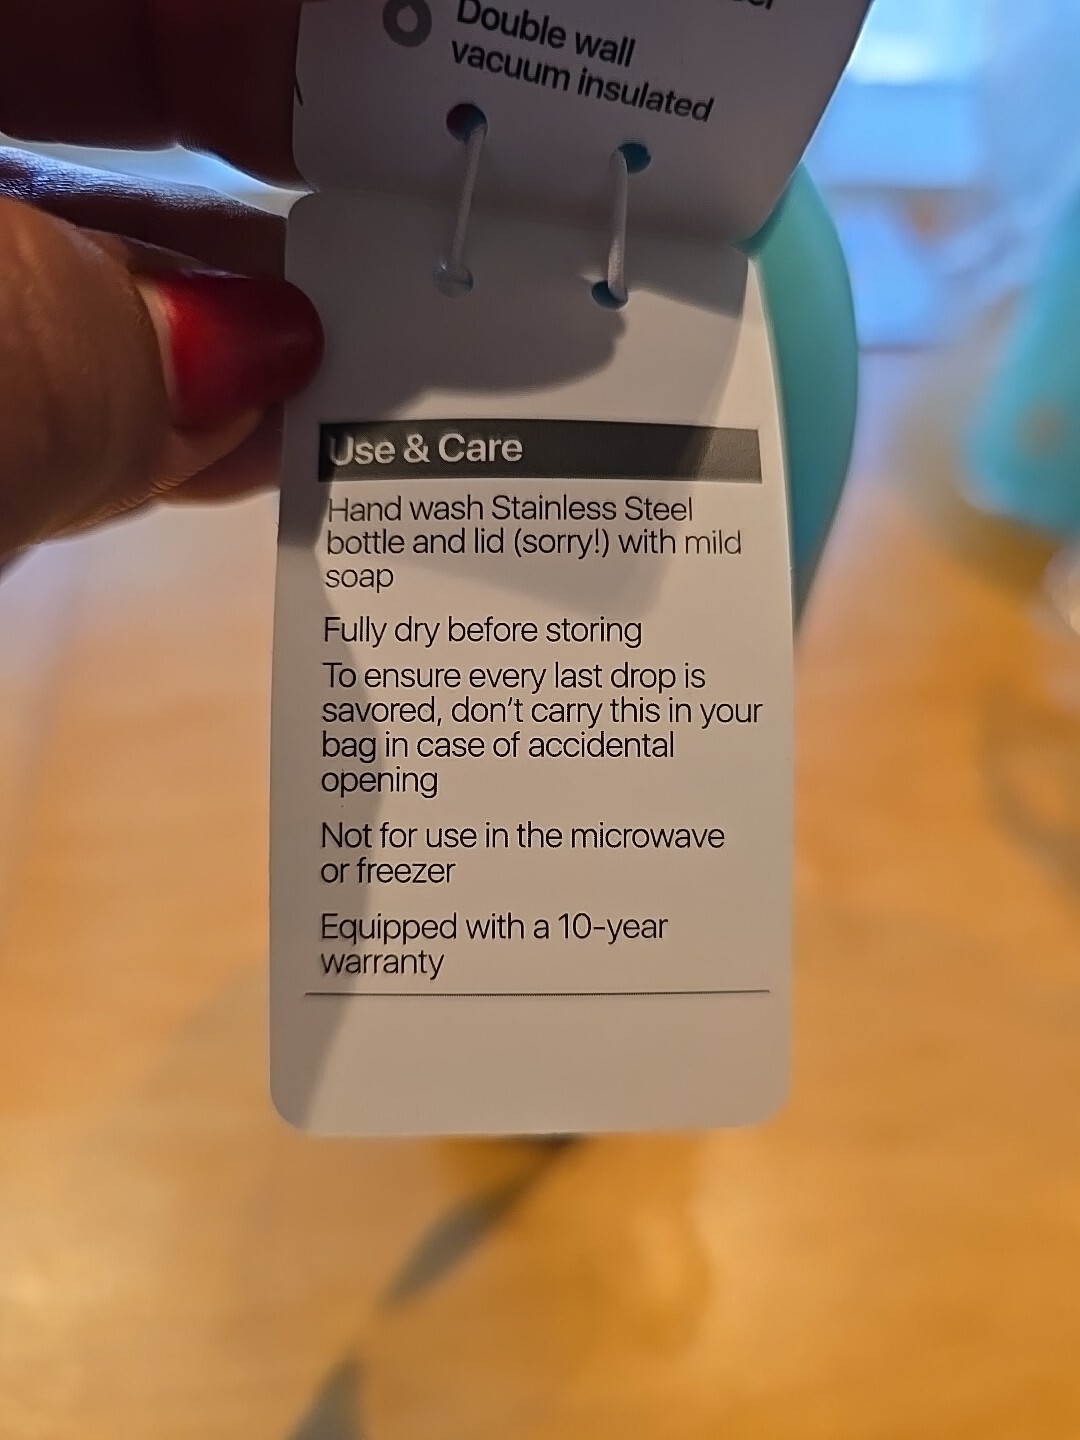 Double wall
vacuum insulated
Use & Care
Hand wash Stainless Steel
bottle and lid (sorry!) with mild
soap
Fully dry before storing
To ensure every last drop is
savored, don't carry this in your
bag in case of accidental
opening
Not for use in the microwave
or freezer
Equipped with a 10-year
warranty